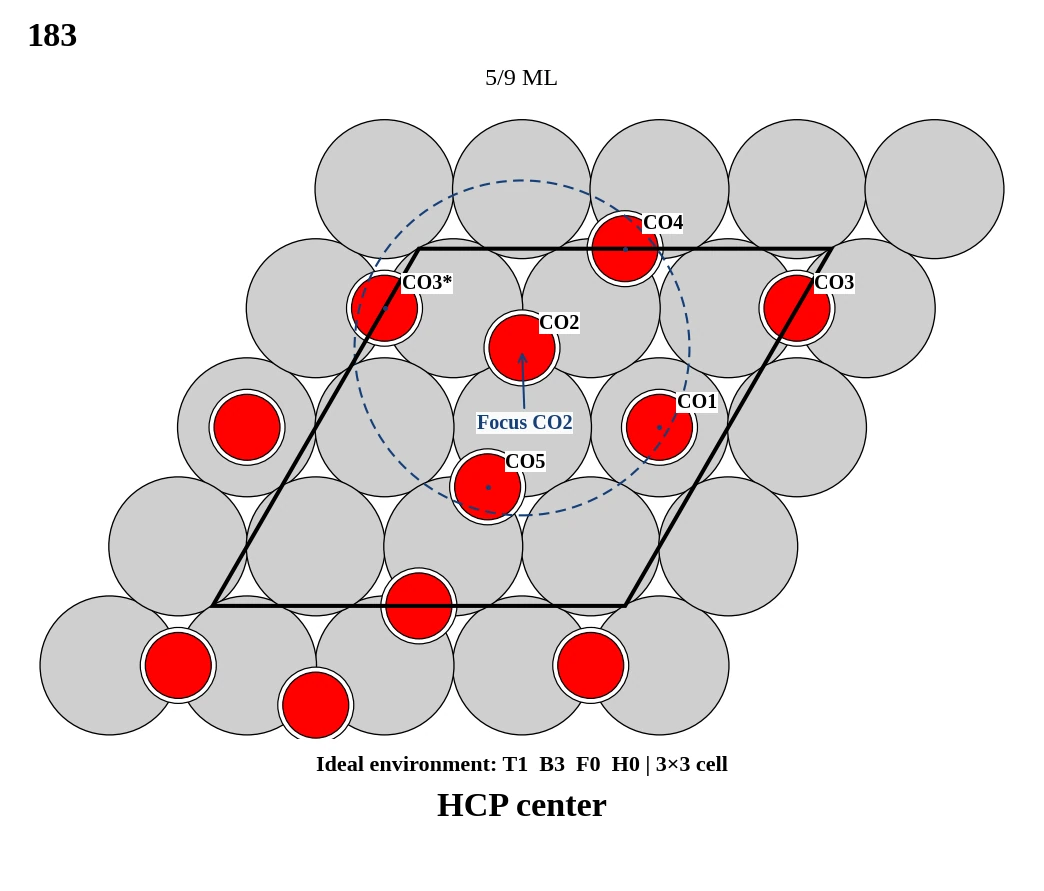 183
5/9 ML
CO4
CO3*
CO3
CO2
CO1
Focus CO2
CO5
Ideal environment: T1  B3  F0  H0 | 3×3 cell
HCP center